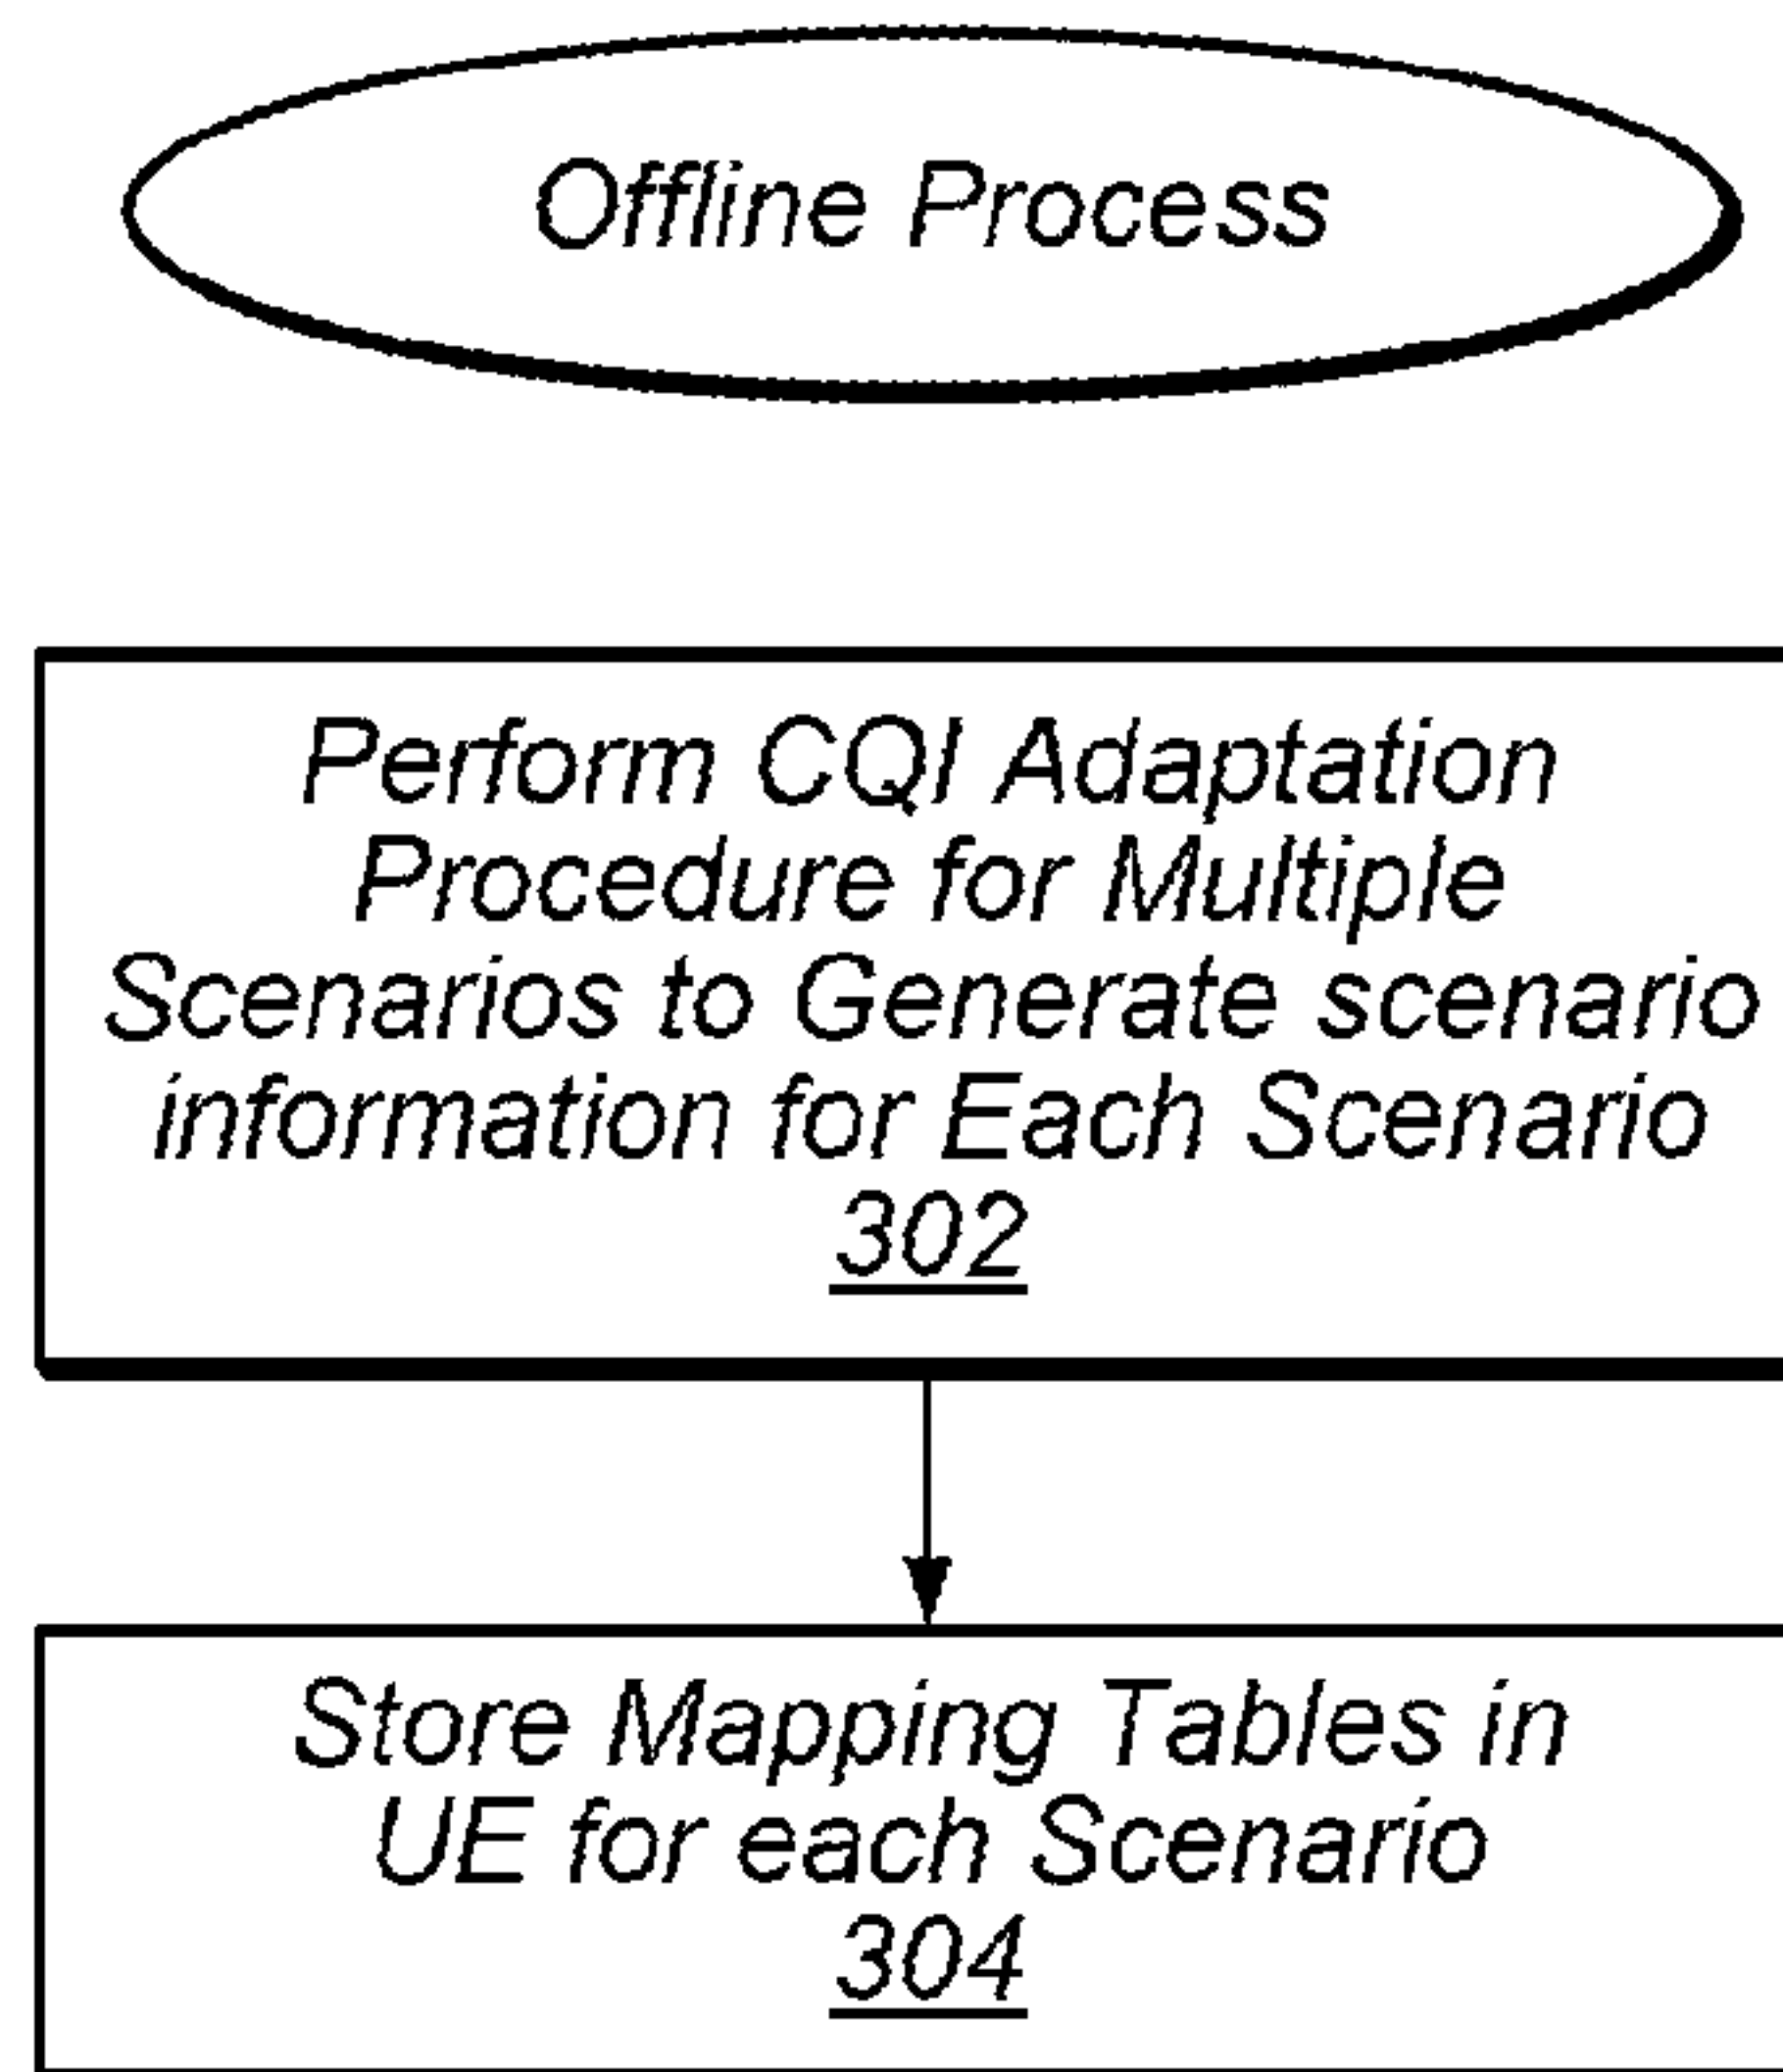 Offline Process
Perform CQI Adaptation
Procedure for Multiple
Scenarios to Generate scenario
information for Each Scenario
302
Store Mapping Tables in
UE for each Scenario
304